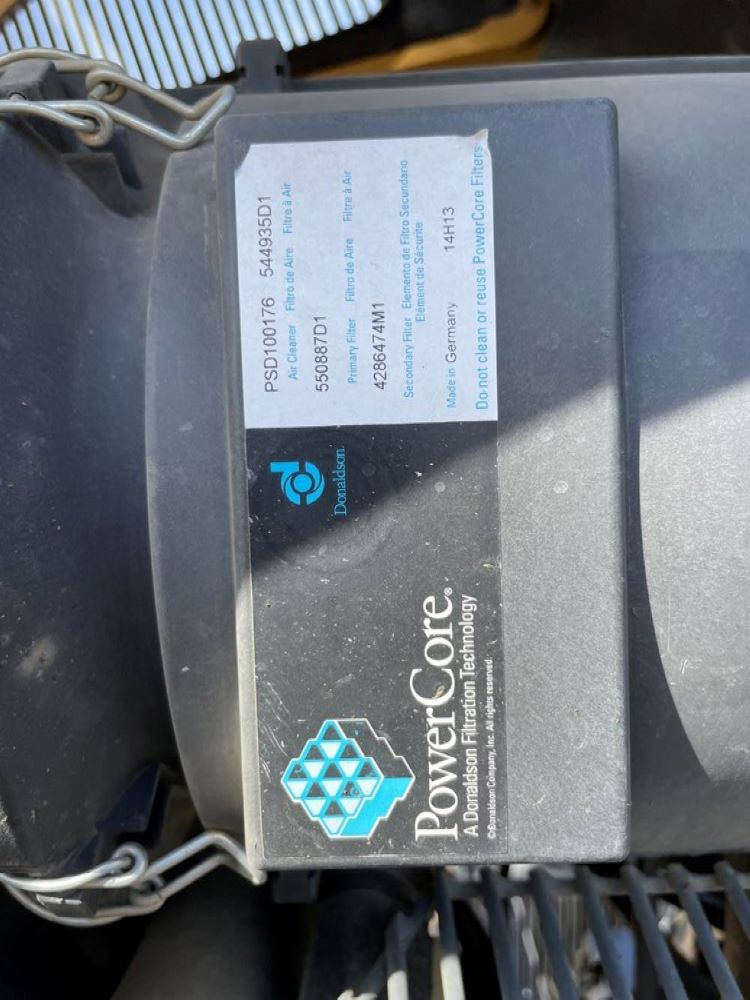 PowerCore®
A Donaldson Filtration Technology
©Donaldson Company, Inc. All rights reserved.
Donaldson.
PSD100176 544935D1
Air Cleaner Filtro de Aire Filtre à Air
550887D1
Primary Filter Filtro de Aire Filtre à Air
4286474M1
Secondary Filter Elemento de Filtro Secundario
Elément de Sécurite
Made in Germany 14H13
Do not clean or reuse PowerCore Filters